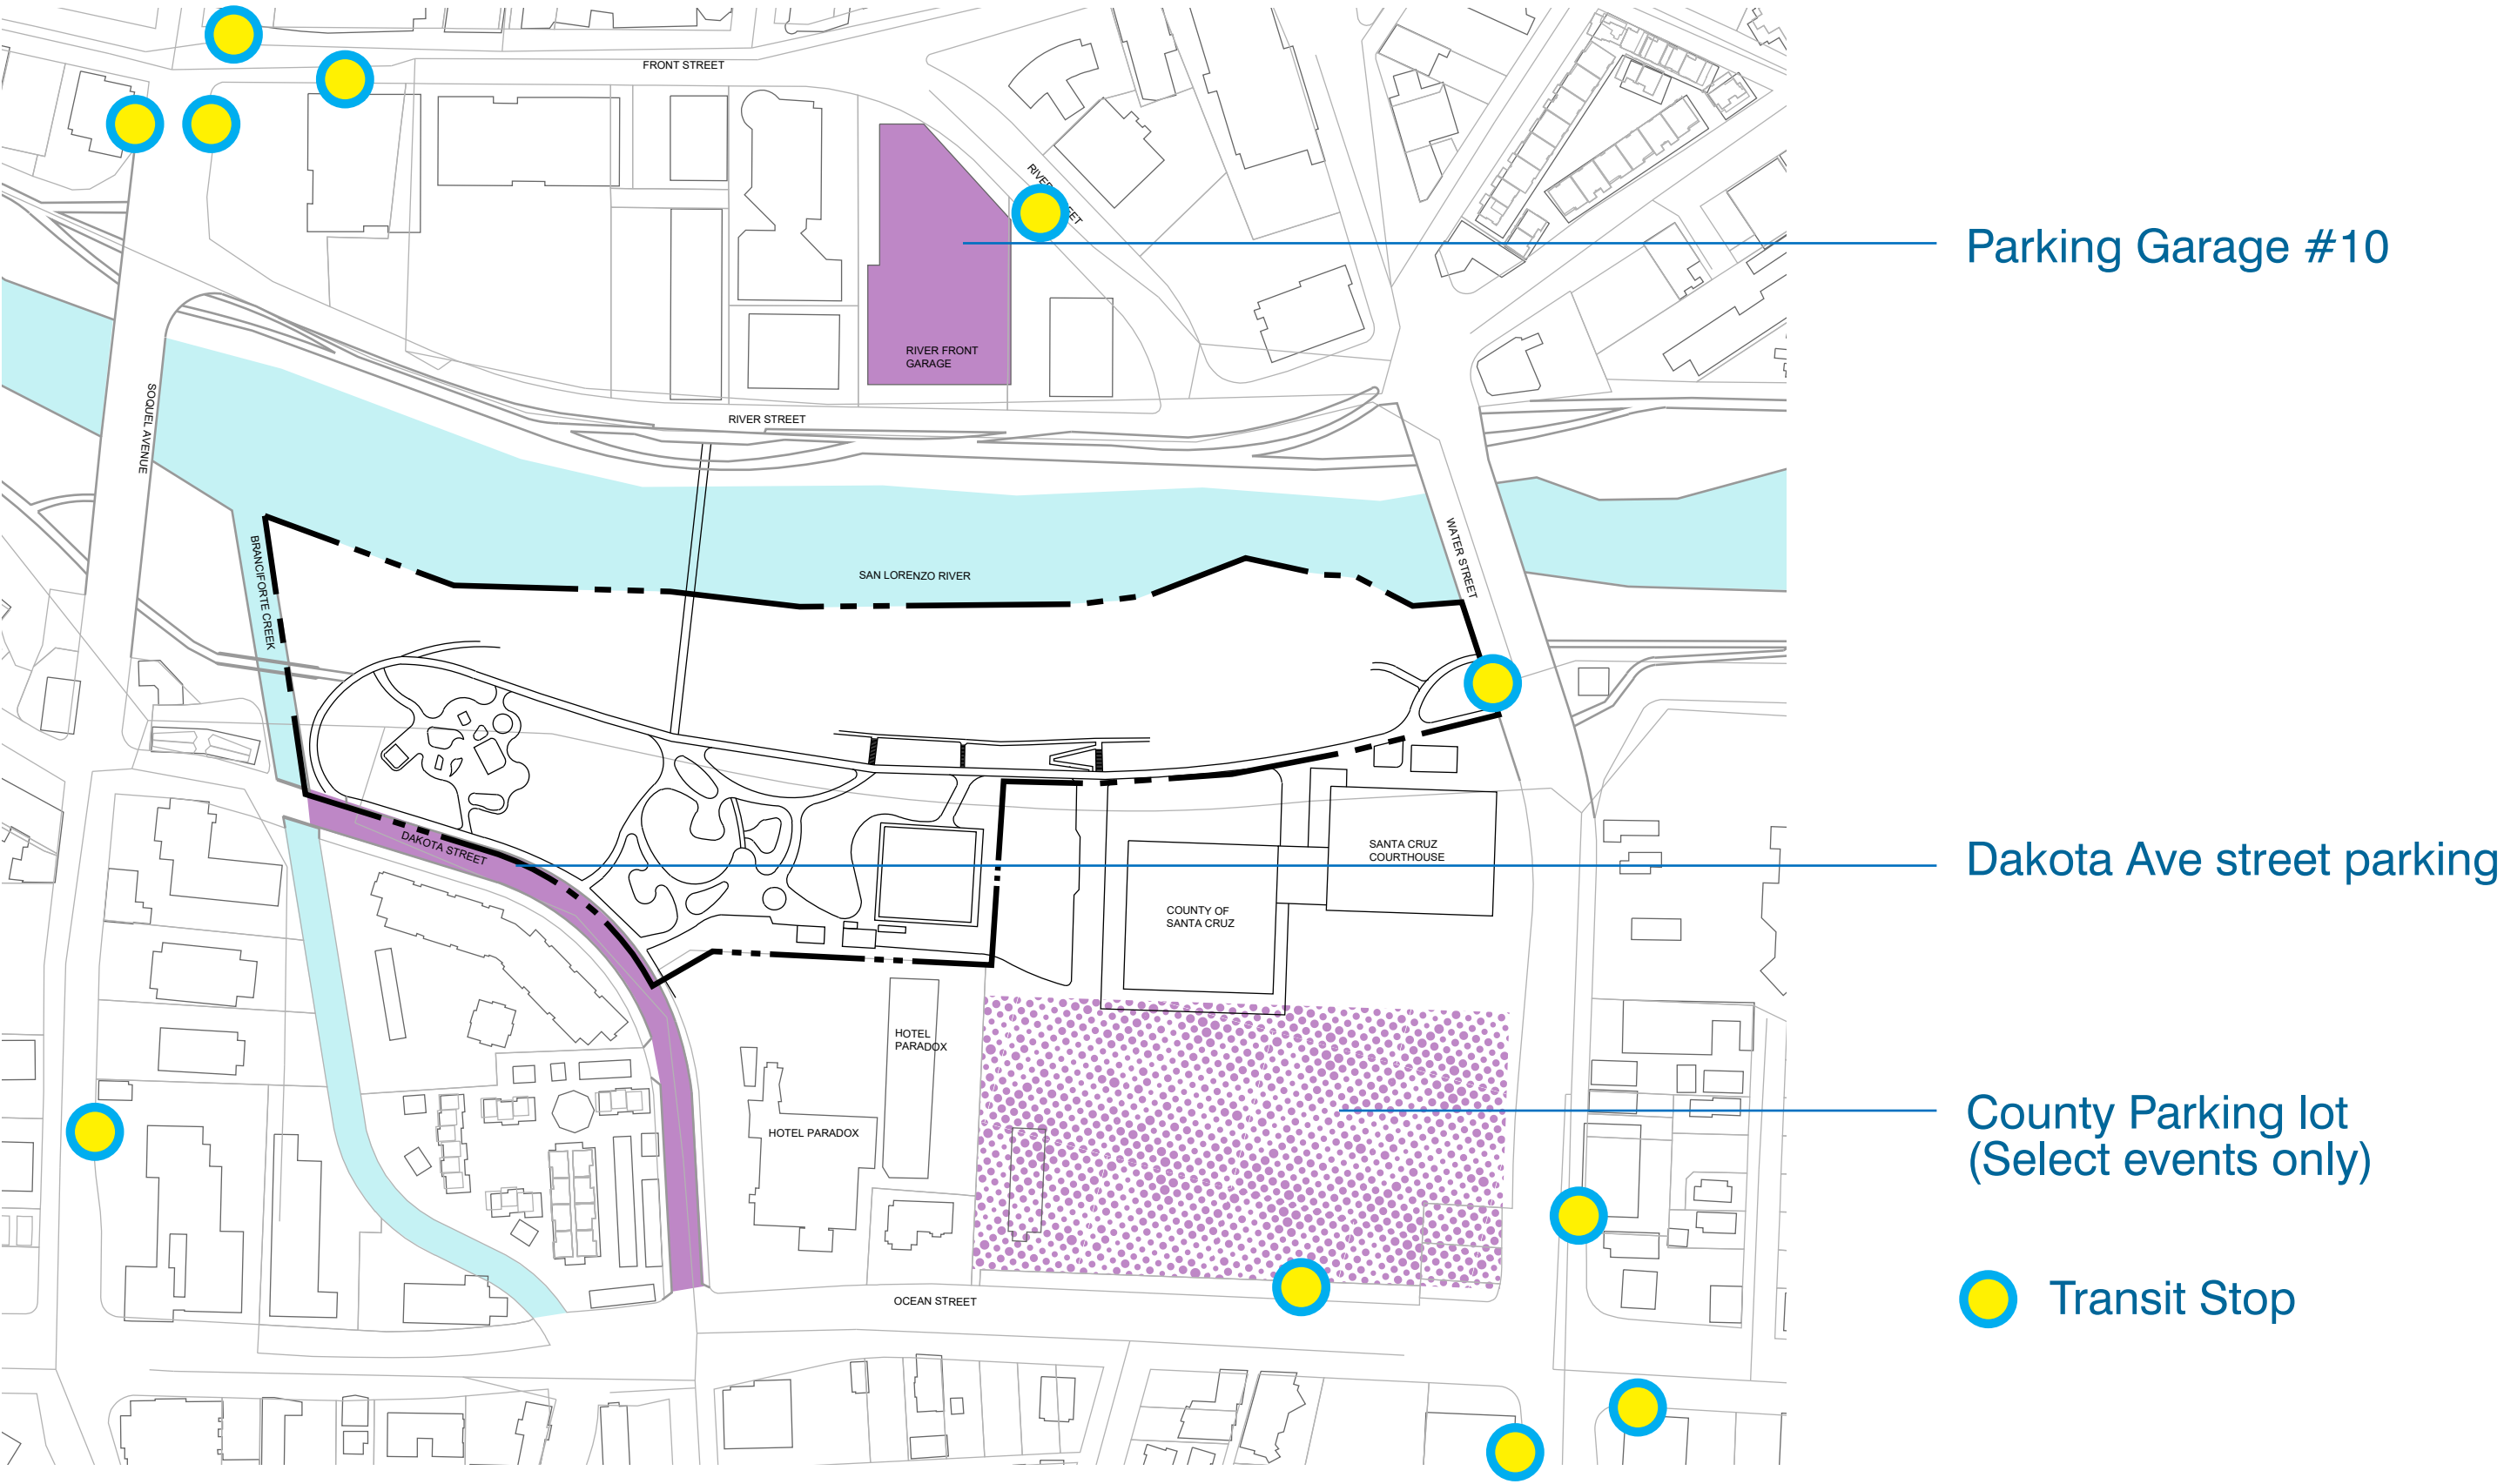 FRONT STREET
RIVER STREET
Parking Garage #10
RIVER FRONT
GARAGE
SOQUEL AVENUE
RIVER STREET
WATER STREET
BRANCIFORTE CREEK
SAN LORENZO RIVER
DAKOTA STREET
SANTA CRUZ
COURTHOUSE
Dakota Ave street parking
COUNTY OF
SANTA CRUZ
HOTEL
PARADOX
HOTEL PARADOX
County Parking lot
(Select events only)
OCEAN STREET
Transit Stop